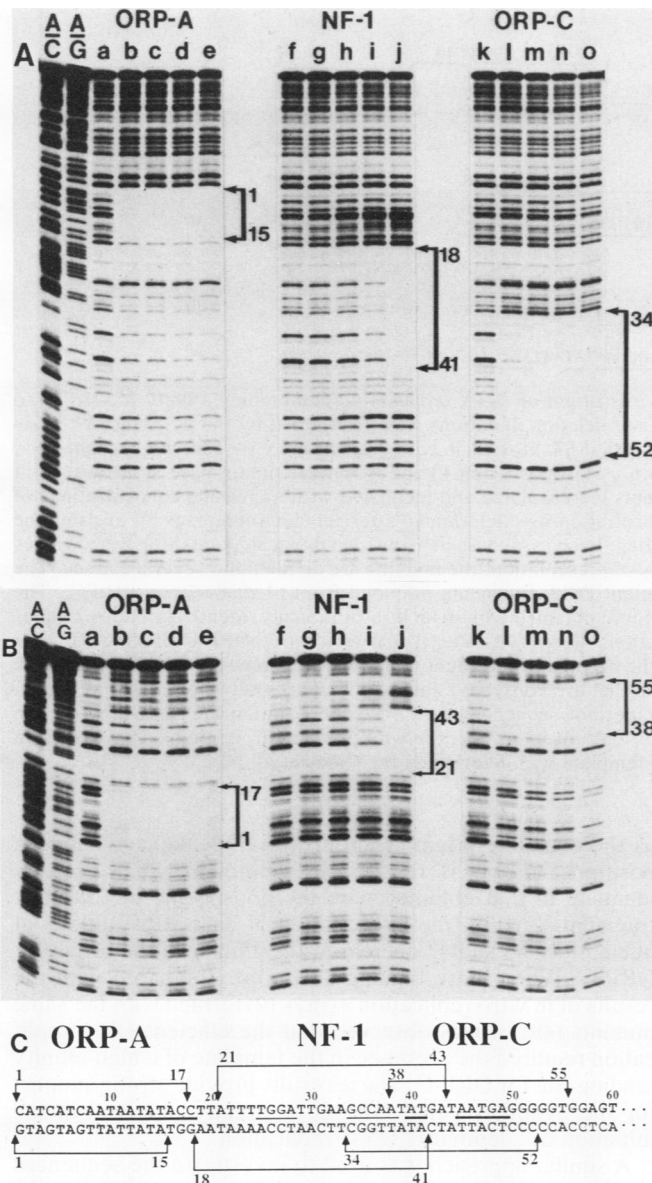 ORP-A NF-1 ORP-C
A
A A
C G a b c d e f g h i j k l m n o
1
15
18
41
34
52
ORP-A NF-1 ORP-C
B
A A
C G a b c d e f g h i j k l m n o
17
1
43
21
55
38
C ORP-A NF-1 ORP-C
1 10 17 20 21 30 38 40 43 50 55 60
CATCATCAATAATATACCTTATTTTGGATTGAAGCCAATATGATAATGAGGGGGTGGAGT····
GTAGTAGTTATTATATGGAATAAAACCTAACTTCGGTTATACTATTACTCCCCCACCTCA
1 15 18 34 41 52